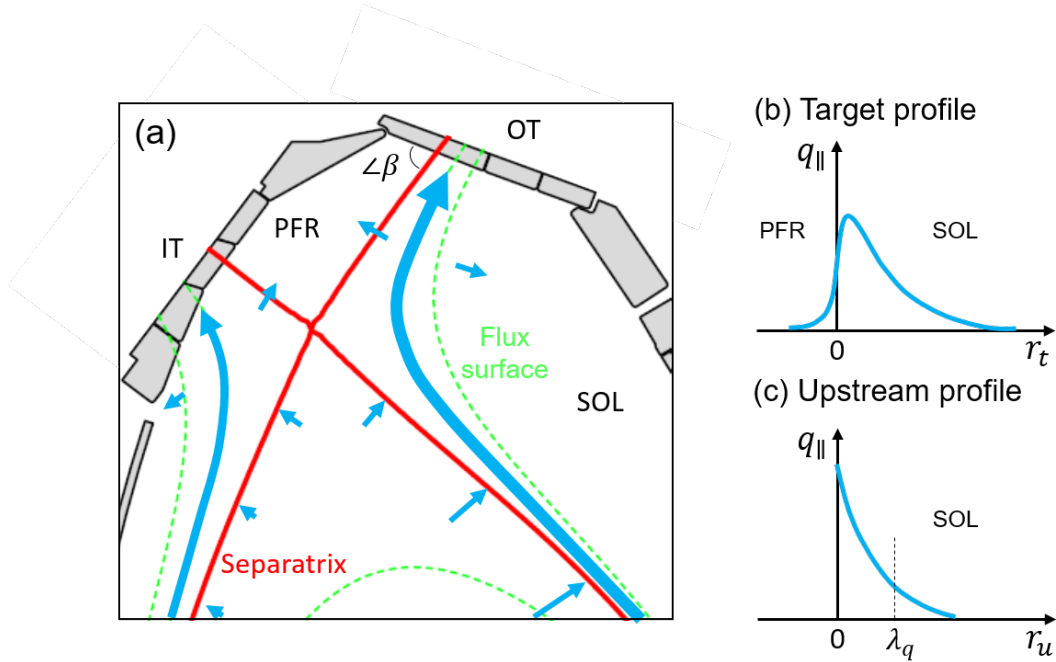 (a)
OT
∠β
PFR
IT
Flux
surface
SOL
Separatrix
(b) Target profile
q∥
PFR
SOL
0
r_t
(c) Upstream profile
q∥
SOL
0
λ_q
r_u